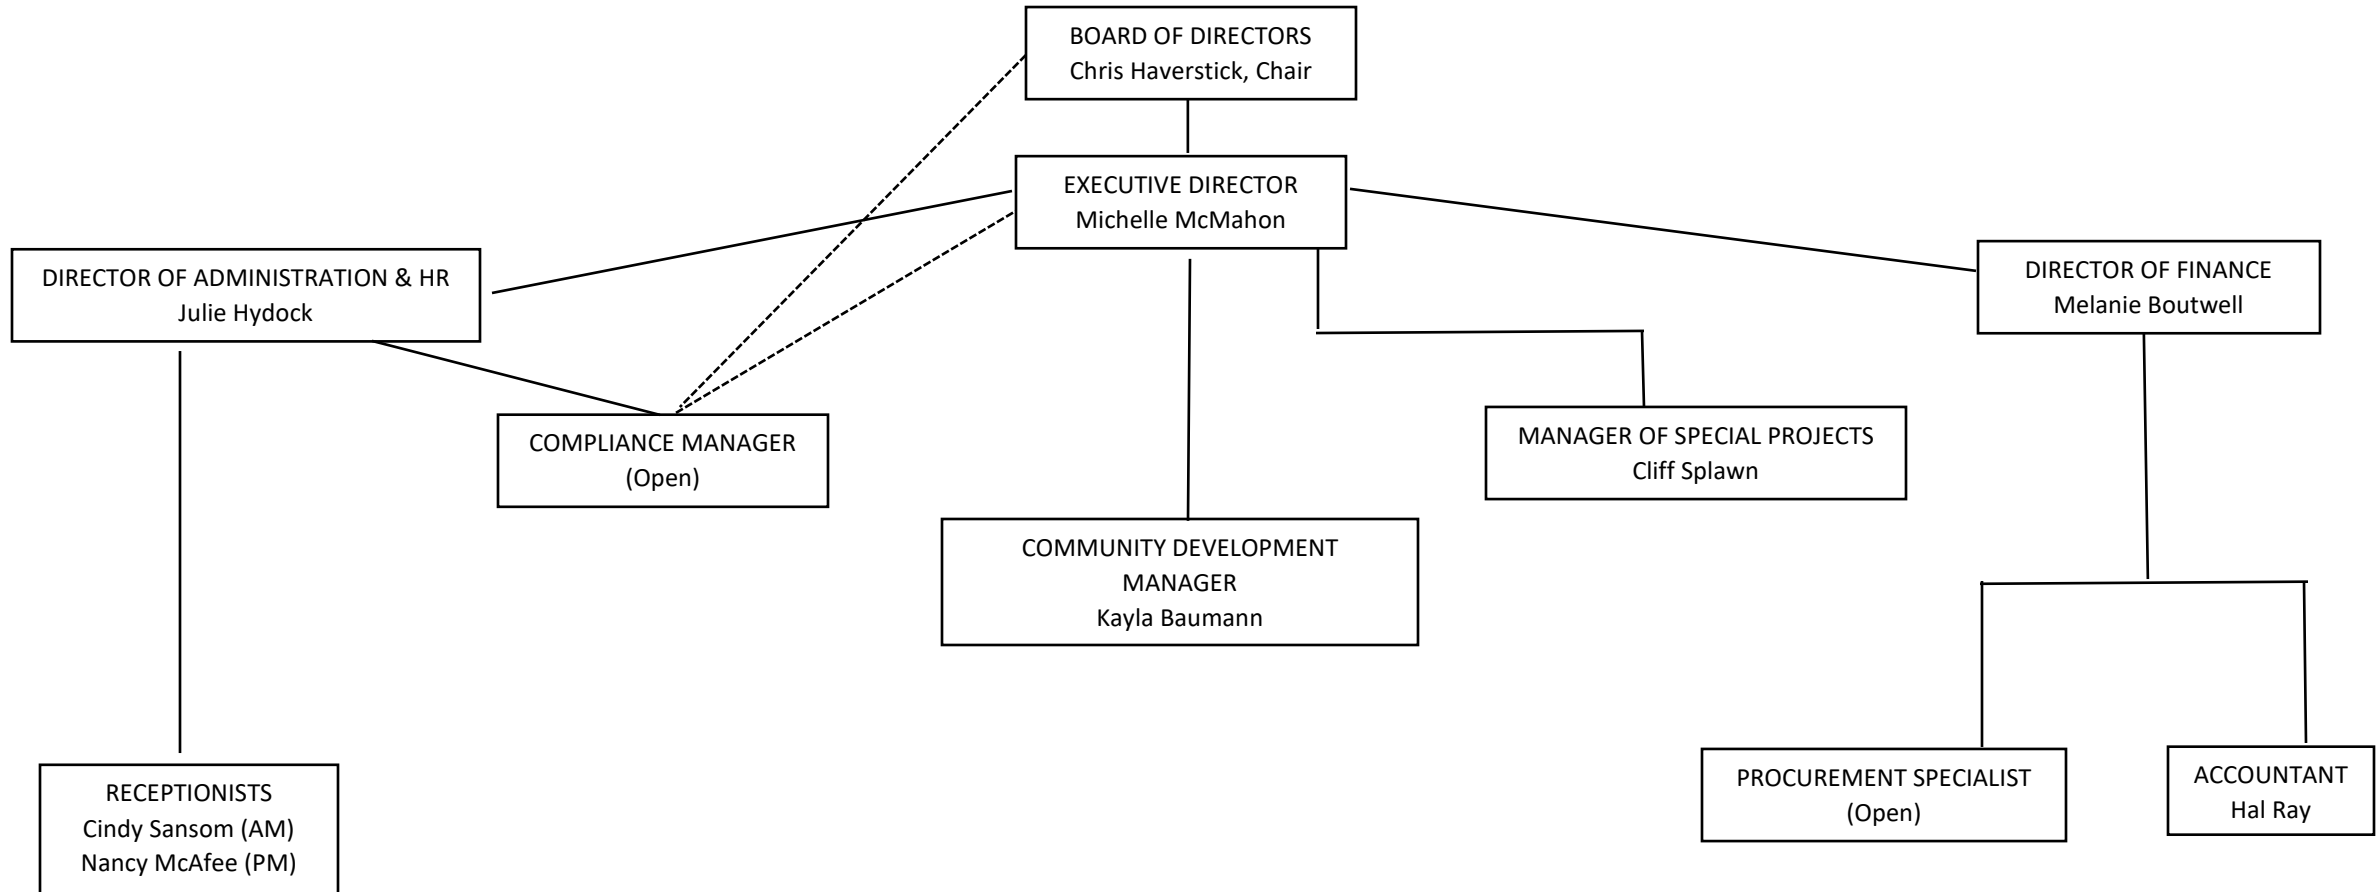 BOARD OF DIRECTORS
Chris Haverstick, Chair
EXECUTIVE DIRECTOR
Michelle McMahon
DIRECTOR OF ADMINISTRATION & HR
Julie Hydock
DIRECTOR OF FINANCE
Melanie Boutwell
COMPLIANCE MANAGER
(Open)
MANAGER OF SPECIAL PROJECTS
Cliff Splawn
COMMUNITY DEVELOPMENT
MANAGER
Kayla Baumann
RECEPTIONISTS
Cindy Sansom (AM)
Nancy McAfee (PM)
PROCUREMENT SPECIALIST
(Open)
ACCOUNTANT
Hal Ray